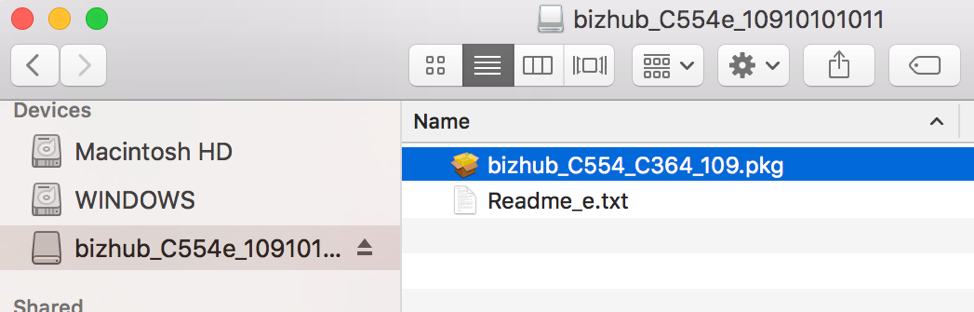 bizhub_C554e_10910101011
Devices
Name
Macintosh HD
bizhub_C554_C364_109.pkg
WINDOWS
Readme_e.txt
bizhub_C554e_109101...
Shared